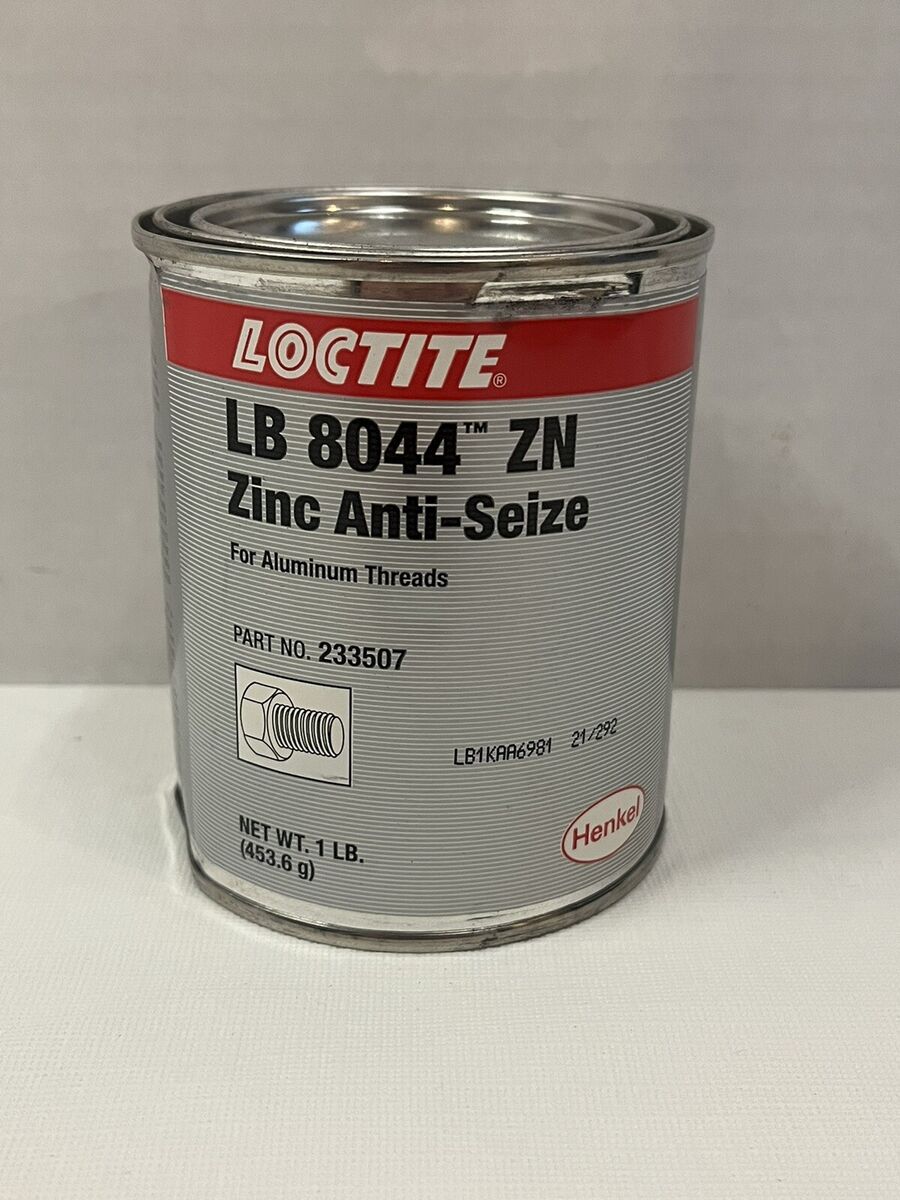 LOCTITE®
LB 8044™ ZN
Zinc Anti-Seize
For Aluminum Threads
PART NO. 233507
LB1KAA6981 21/292
Henkel
NET WT. 1 LB.
(453.6 g)